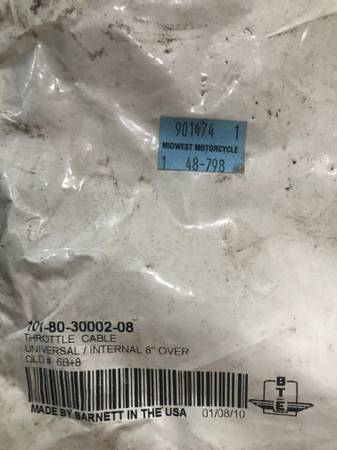 901474 1
MIDWEST MOTORCYCLE
1 48-798
101-80-30002-08
THROTTLE CABLE
UNIVERSAL / INTERNAL 8" OVER
OLD # 6B+8
MADE BY BARNETT IN THE USA 01/08/10
BTE